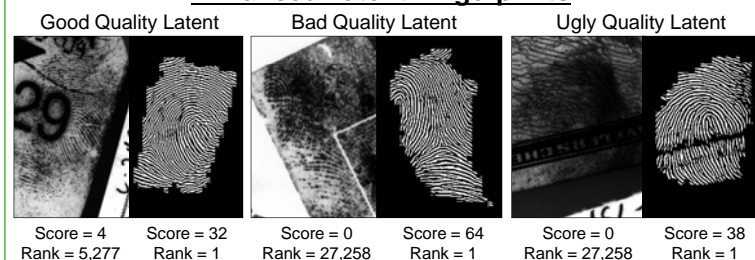 Good Quality Latent Bad Quality Latent Ugly Quality Latent
29
Score = 4 Score = 32 Score = 0 Score = 64 Score = 0 Score = 38
Rank = 5,277 Rank = 1 Rank = 27,258 Rank = 1 Rank = 27,258 Rank = 1